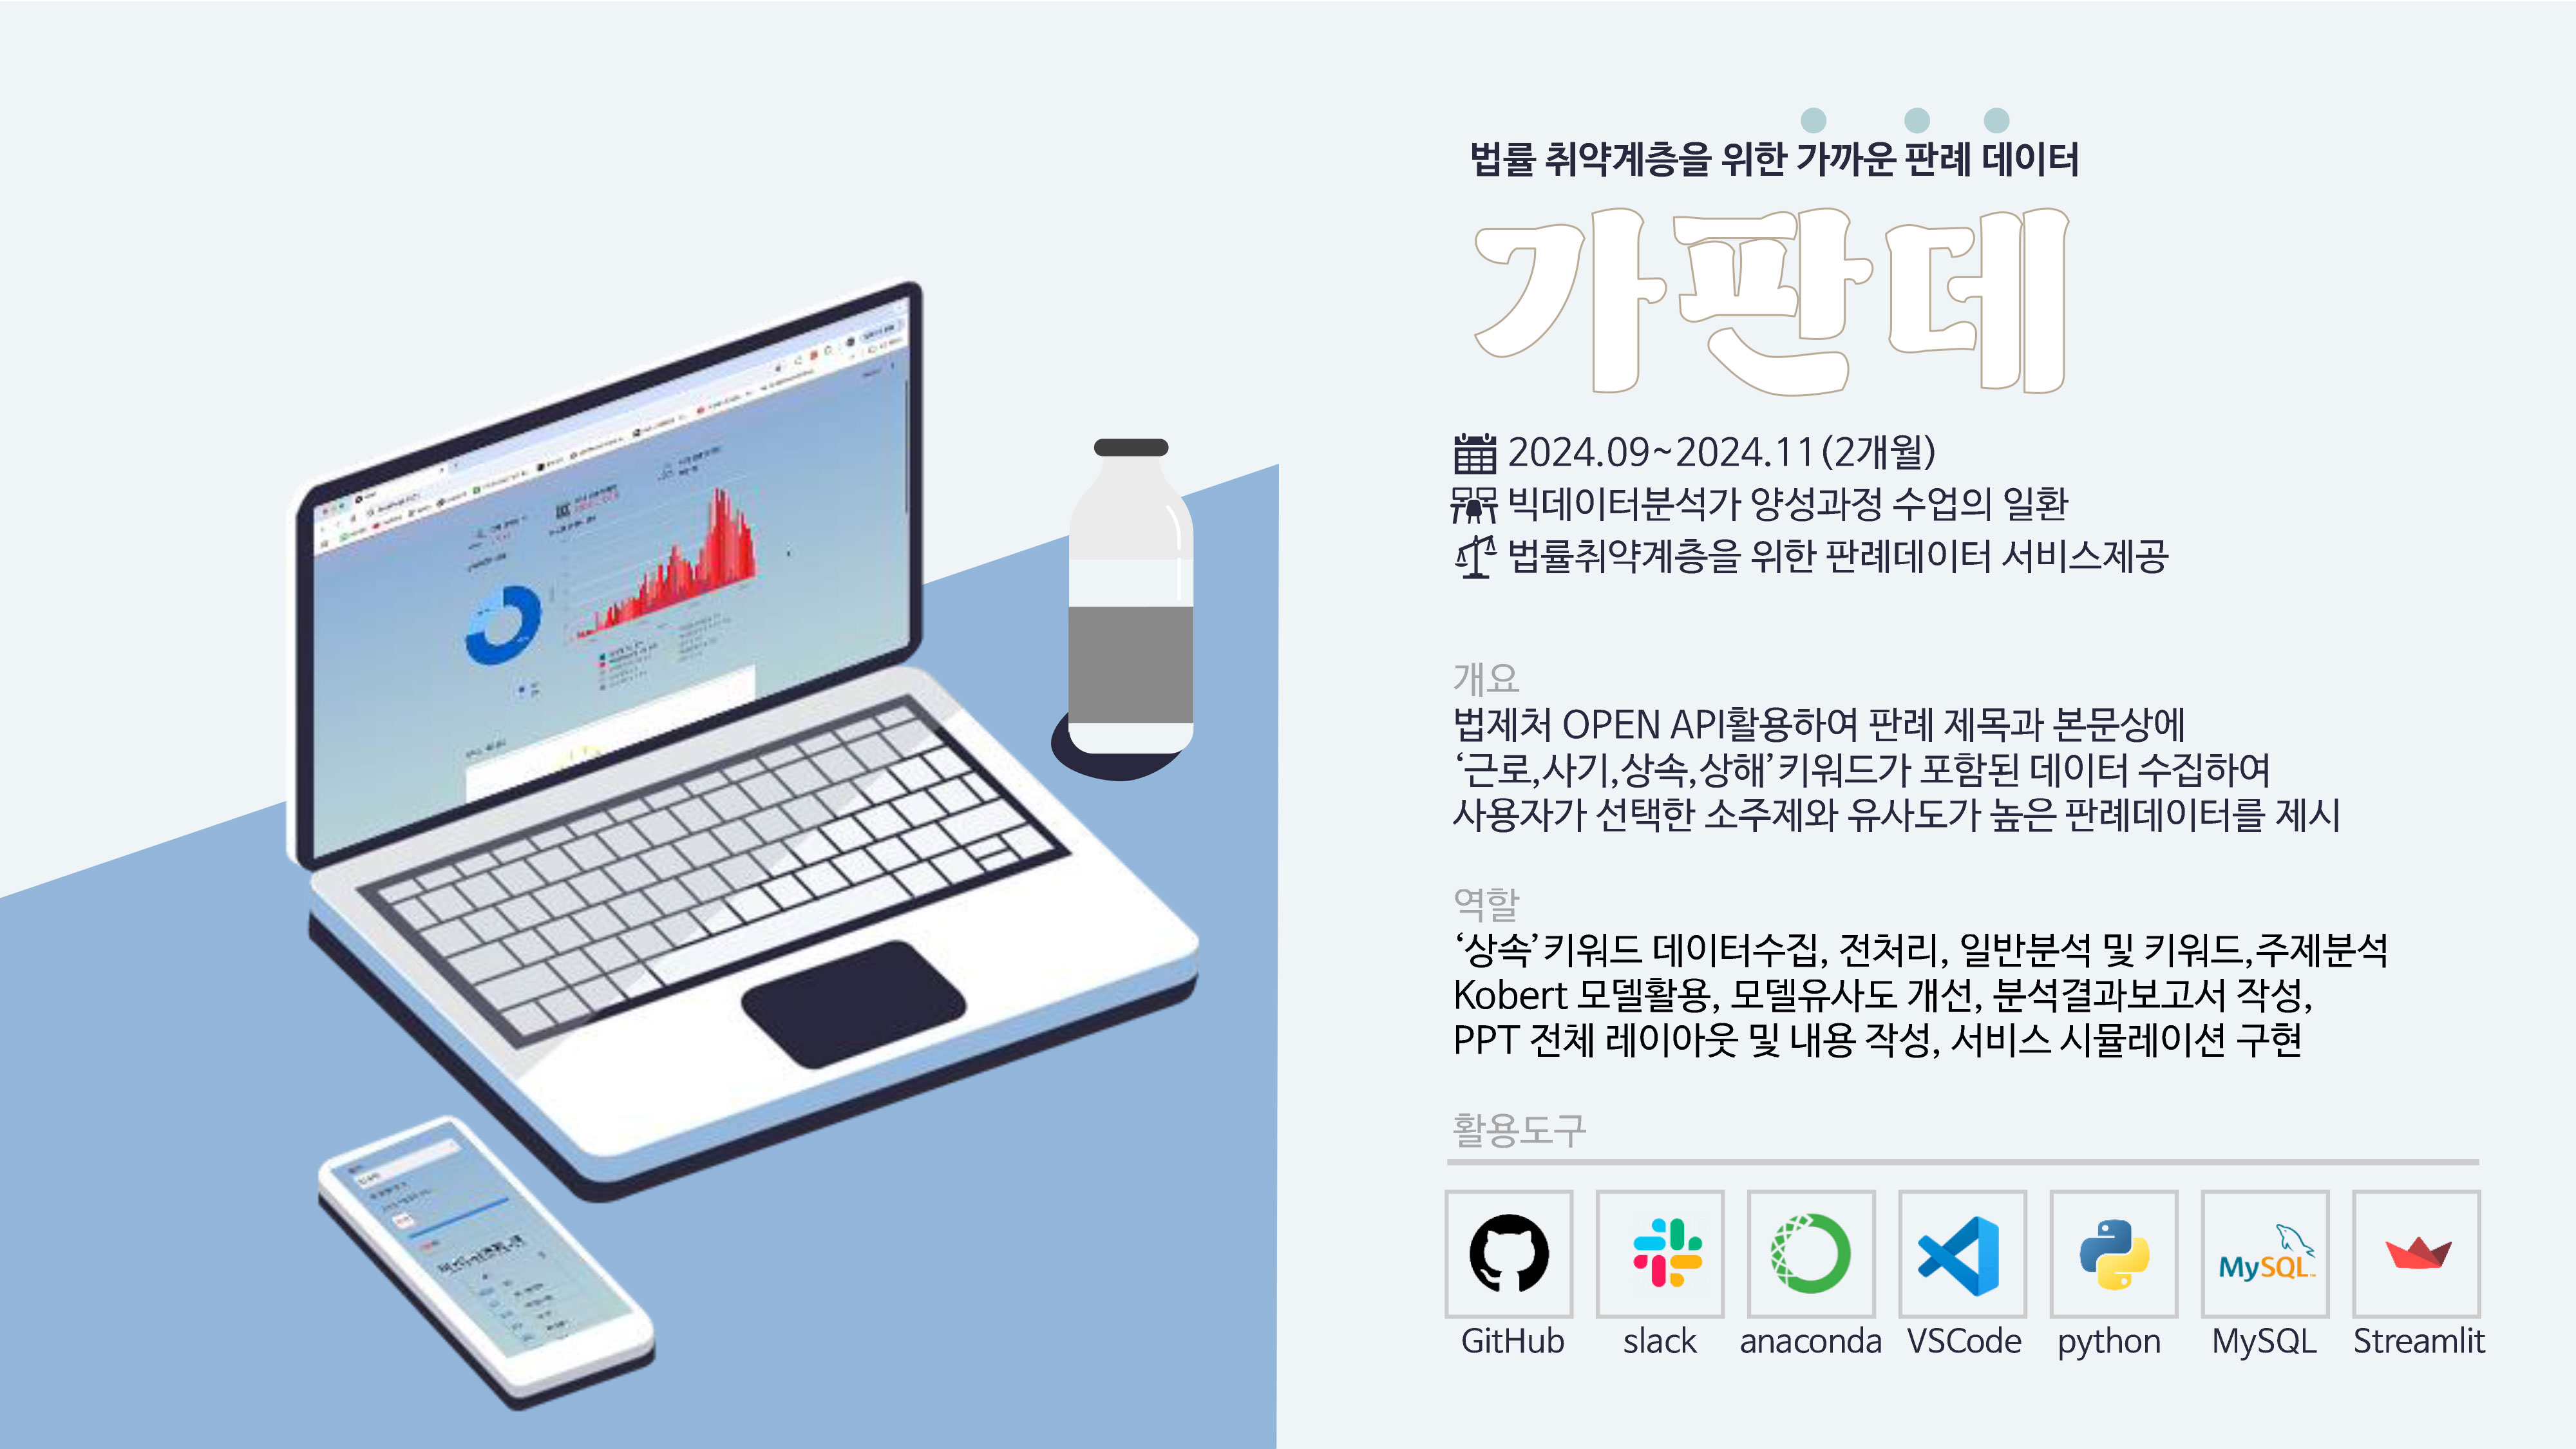 법률 취약계층을 위한 가까운 판례 데이터
가판데
2024.09~2024.11(2개월)
빅데이터분석가 양성과정 수업의 일환
법률취약계층을 위한 판례데이터 서비스제공
개요
법제처 OPEN API활용하여 판례 제목과 본문상에
‘근로,사기,상속,상해’키워드가 포함된 데이터 수집하여
사용자가 선택한 소주제와 유사도가 높은 판례데이터를 제시
역할
‘상속’키워드 데이터수집, 전처리, 일반분석 및 키워드,주제분석
Kobert 모델활용, 모델유사도 개선, 분석결과보고서 작성,
PPT 전체 레이아웃 및 내용 작성, 서비스 시뮬레이션 구현
활용도구
MySQL
GitHub slack anaconda VSCode python MySQL Streamlit